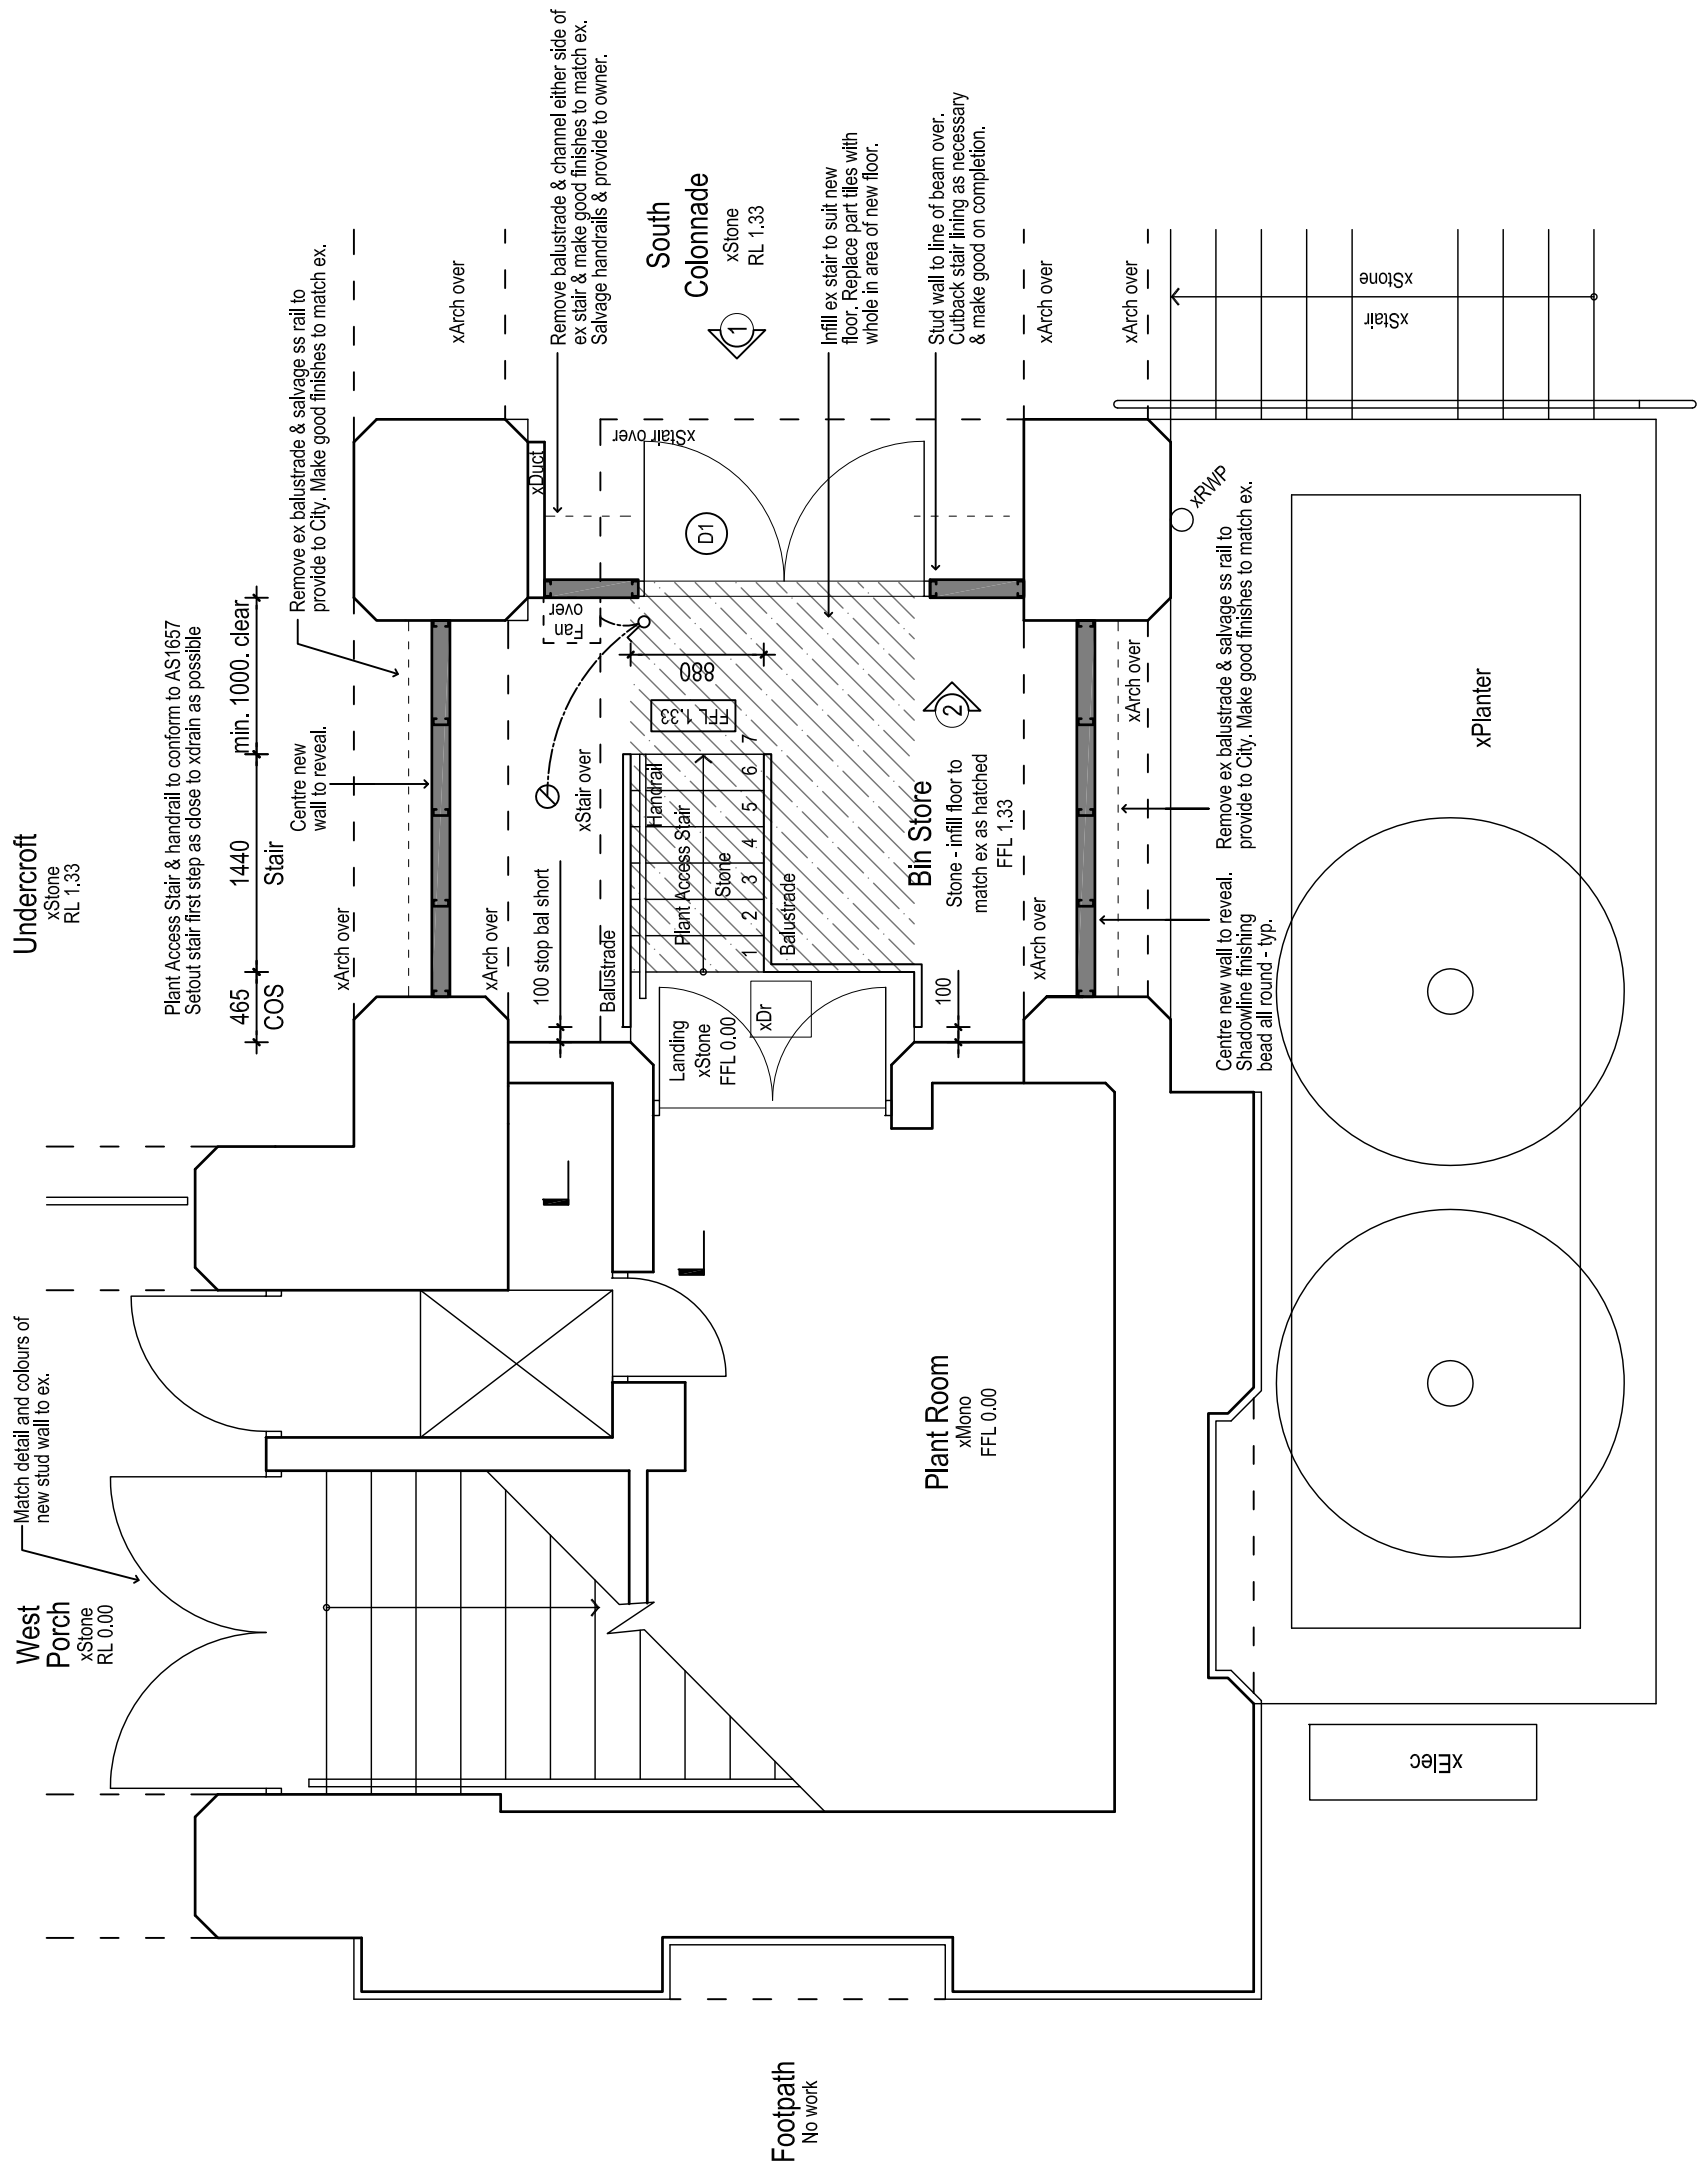 Undercroft
xStone
RL 1.33
Plant Access Stair & handrail to conform to AS1657
Setout stair first step as close to xdrain as possible
465
COS
1440
Stair
min. 1000. clear
Centre new
wall to reveal.
Remove ex balustrade & salvage ss rail to
provide to City. Make good finishes to match ex.
Match detail and colours of
new stud wall to ex.
West
Porch
xStone
RL 0.00
xArch over
xArch over
xArch over
100 stop bal short
xStair over
Balustrade
xDuct
Fan
over
xStair over
Remove balustrade & channel either side of
ex stair & make good finishes to match ex.
Salvage handrails & provide to owner.
South
Colonnade
xStone
RL 1.33
1
D1
880
FFL 1.33
Handrail
Plant Access Stair
Stone
1 2 3 4 5 6 7
Balustrade
Landing
xStone
FFL 0.00
xDr
Infill ex stair to suit new
floor. Replace part tiles with
whole in area of new floor.
Stud wall to line of beam over.
Cutback stair lining as necessary
& make good on completion.
Bin Store
Stone - infill floor to
match ex as hatched
FFL 1.33
2
100
Plant Room
xMono
FFL 0.00
xArch over
xArch over
xArch over
xArch over
xStone
xStair
xRWP
Centre new wall to reveal.
Shadowline finishing
bead all round - typ.
Remove ex balustrade & salvage ss rail to
provide to City. Make good finishes to match ex.
xPlanter
xElec
Footpath
No work